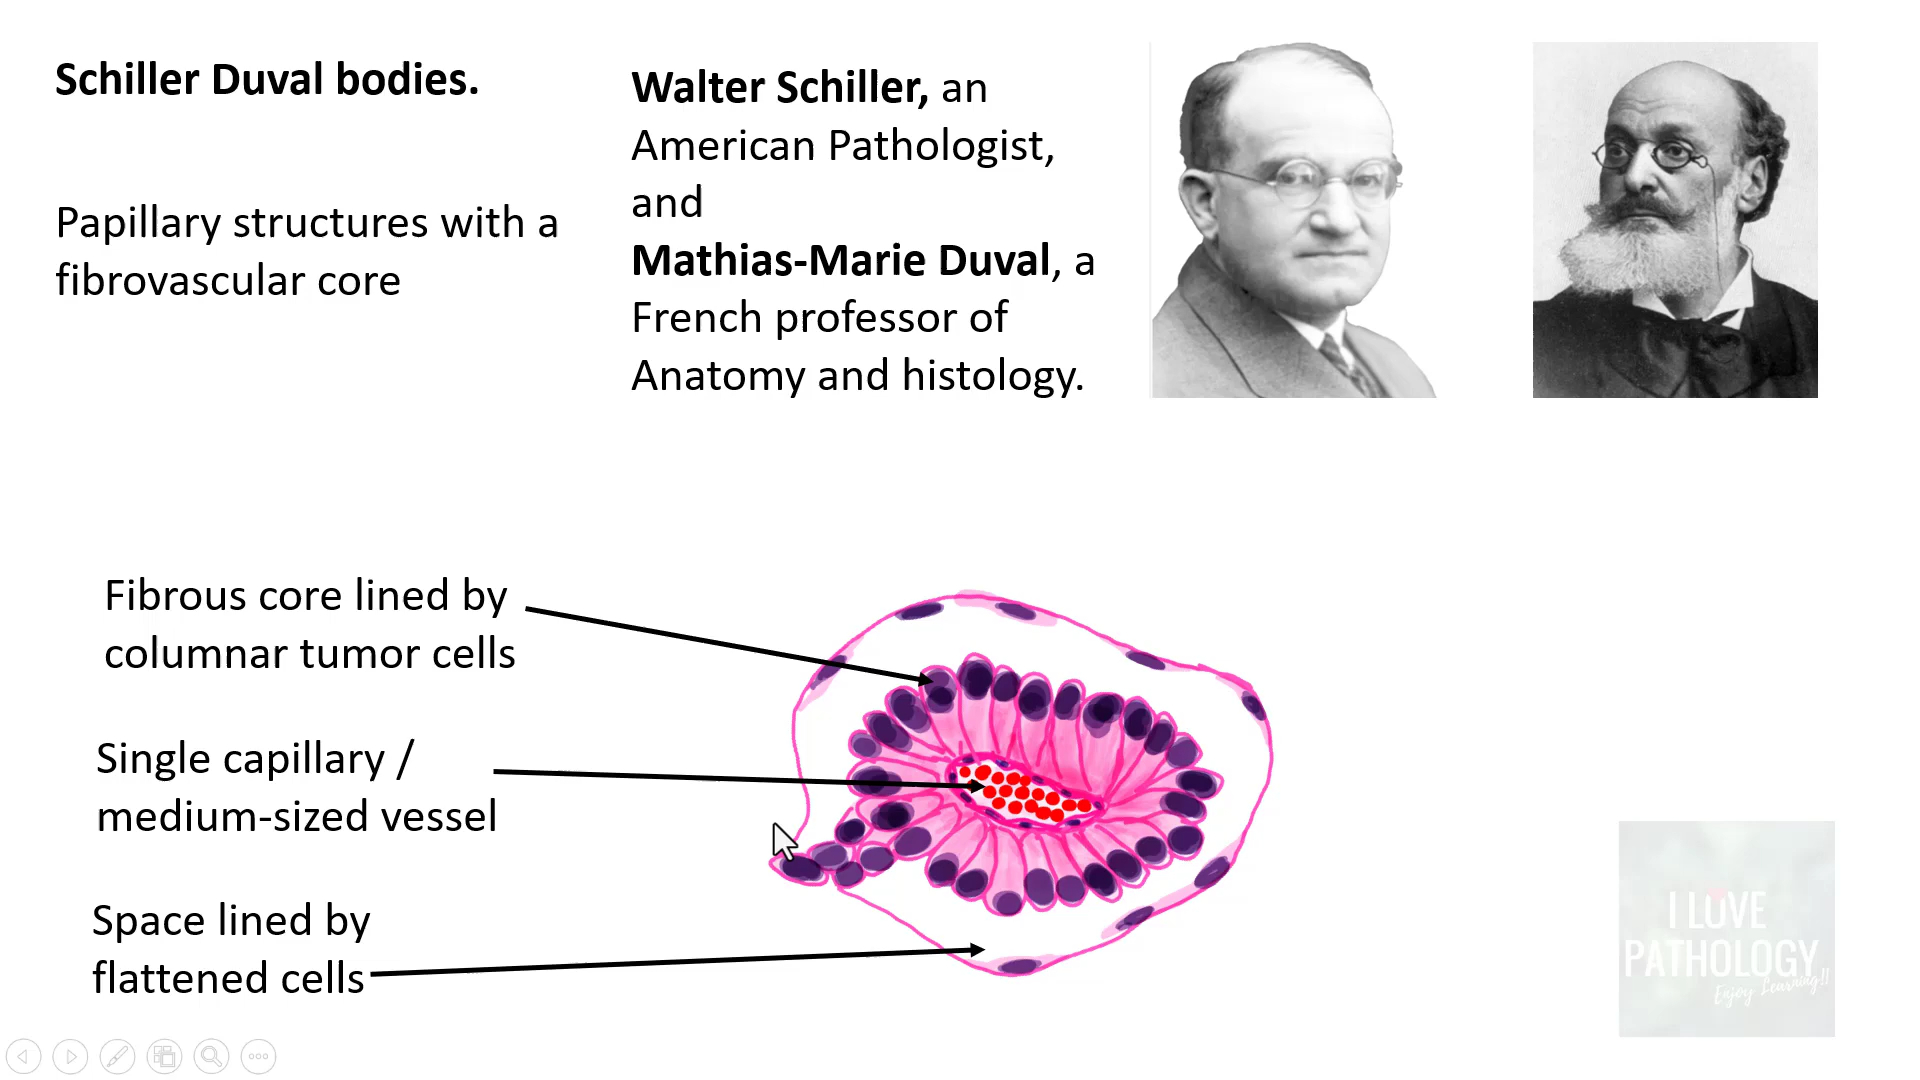 Schiller Duval bodies.
Papillary structures with a
fibrovascular core
Walter Schiller, an
American Pathologist,
and
Mathias-Marie Duval, a
French professor of
Anatomy and histology.
Fibrous core lined by
columnar tumor cells
Single capillary /
medium-sized vessel
Space lined by
flattened cells
I LOVE
PATHOLOGY
Enjoy Learning!!